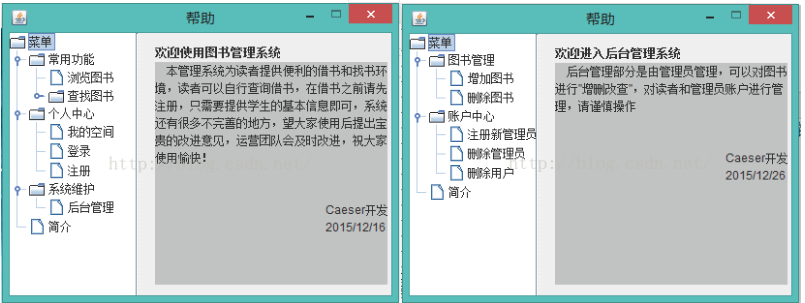 帮助
菜单
常用功能
浏览图书
查找图书
个人中心
我的空间
登录
注册
系统维护
后台管理
简介
欢迎使用图书管理系统
本管理系统为读者提供便利的借书和找书环
境，读者可以自行查询借书，在借书之前请先
注册，只需要提供学生的基本信息即可，系统
还有很多不完善的地方，望大家使用后提出宝
贵的改进意见，运营团队会及时改进，祝大家
使用愉快！
Caeser开发
2015/12/16
帮助
菜单
图书管理
增加图书
删除图书
账户中心
注册新管理员
删除管理员
删除用户
简介
欢迎进入后台管理系统
后台管理部分是由管理员管理，可以对图书
进行"增删改查"，对读者和管理员账户进行管
理，请谨慎操作
Caeser开发
2015/12/26
http://blog.csdn.net/
http://blog.csdn.net/